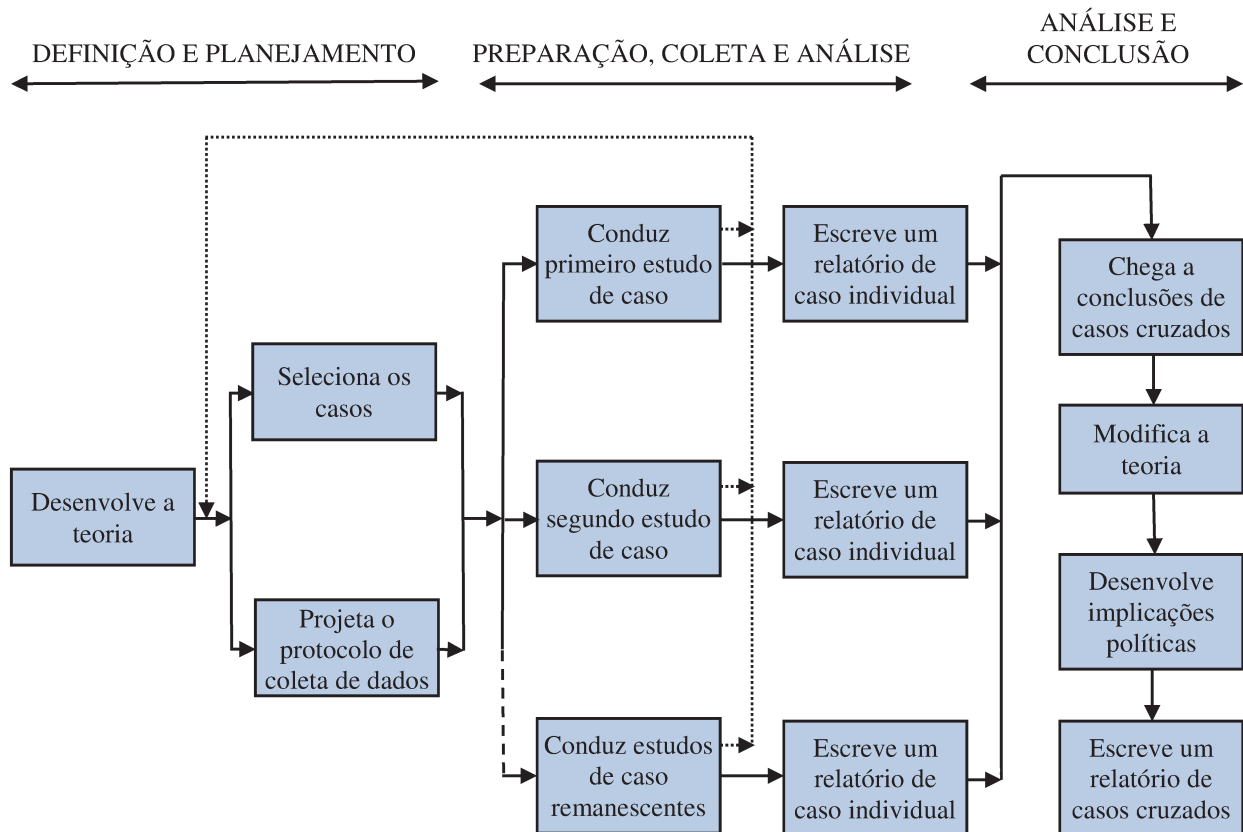 DEFINIÇÃO E PLANEJAMENTO
PREPARAÇÃO, COLETA E ANÁLISE
ANÁLISE E
CONCLUSÃO
Desenvolve a
teoria
Seleciona os
casos
Projeta o
protocolo de
coleta de dados
Conduz
primeiro estudo
de caso
Escreve um
relatório de
caso individual
Conduz
segundo estudo
de caso
Escreve um
relatório de
caso individual
Conduz estudos
de caso
remanescentes
Escreve um
relatório de
caso individual
Chega a
conclusões de
casos cruzados
Modifica a
teoria
Desenvolve
implicações
políticas
Escreve um
relatório de
casos cruzados